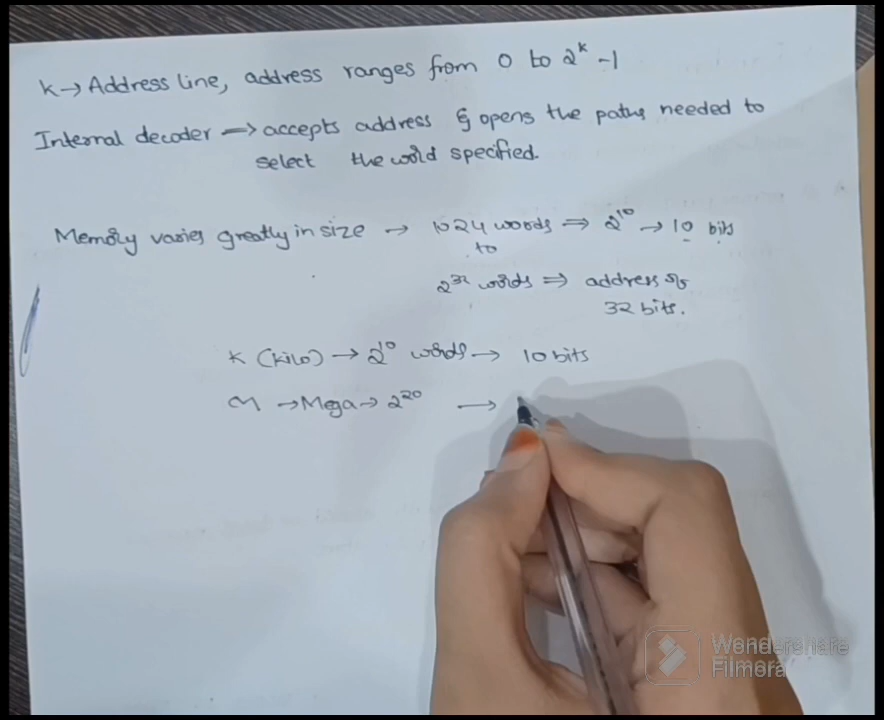 k → Address line, address ranges from 0 to 2^k - 1
Internal decoder → accepts address & opens the paths needed to
select the word specified.
Memory varies greatly in size → 1024 words ⇒ 2^10 → 10 bits
to
2^32 words ⇒ address of
32 bits.
K (kilo) → 2^10 words → 10 bits
M → Mega → 2^20 →
Wondershare
Filmora